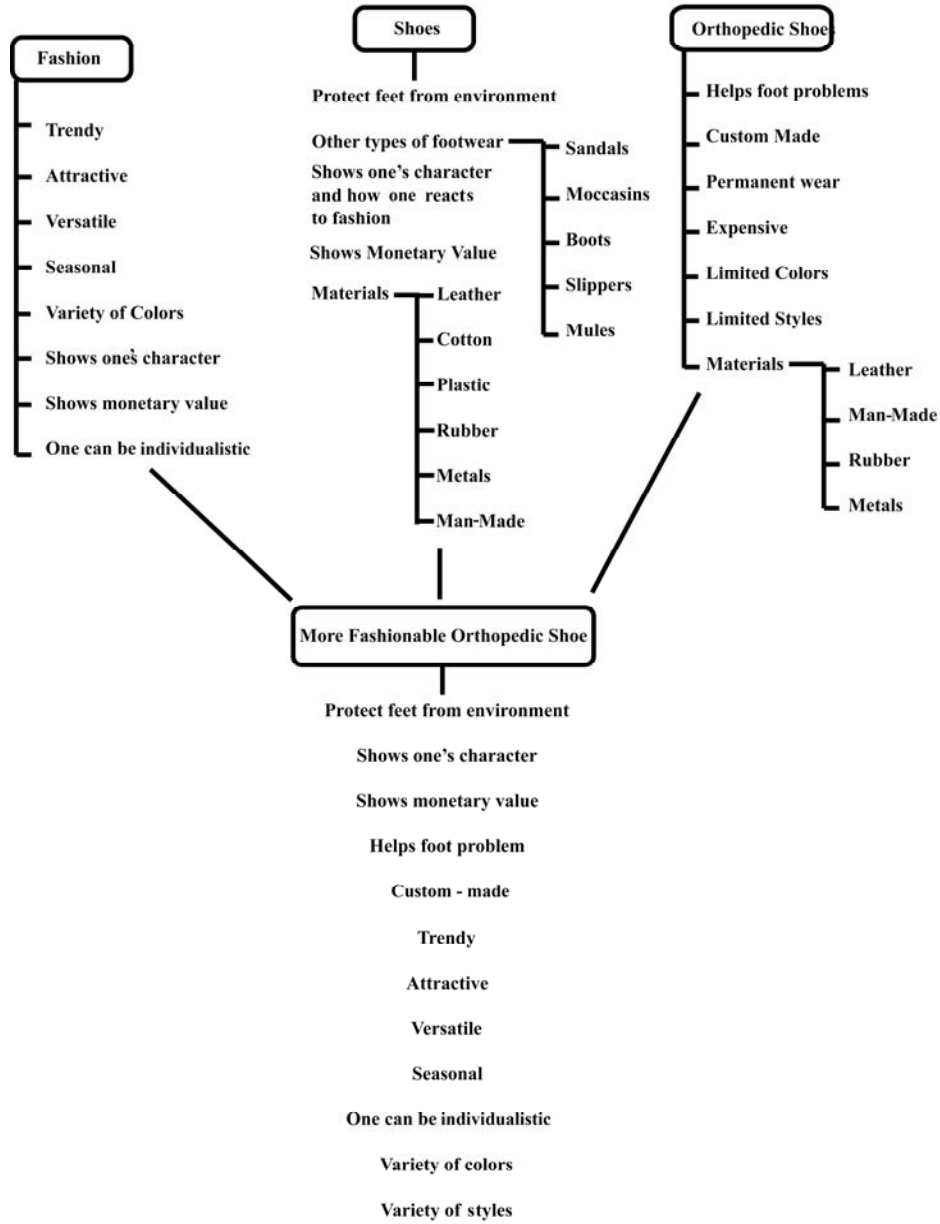 Fashion
Trendy
Attractive
Versatile
Seasonal
Variety of Colors
Shows one's character
Shows monetary value
One can be individualistic
Shoes
Protect feet from environment
Other types of footwear
Sandals
Moccasins
Boots
Slippers
Mules
Shows one's character
and how one reacts
to fashion
Shows Monetary Value
Materials
Leather
Cotton
Plastic
Rubber
Metals
Man-Made
Orthopedic Shoes
Helps foot problems
Custom Made
Permanent wear
Expensive
Limited Colors
Limited Styles
Materials
Leather
Man-Made
Rubber
Metals
More Fashionable Orthopedic Shoe
Protect feet from environment
Shows one's character
Shows monetary value
Helps foot problem
Custom - made
Trendy
Attractive
Versatile
Seasonal
One can be individualistic
Variety of colors
Variety of styles